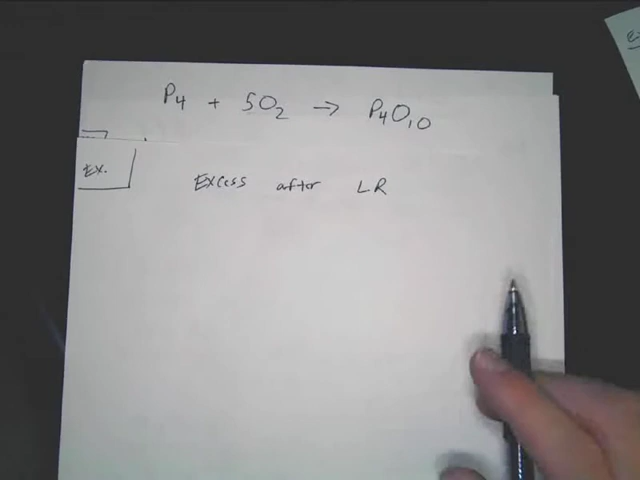 P₄ + 5O₂ → P₄O₁₀
Ex. Excess after LR